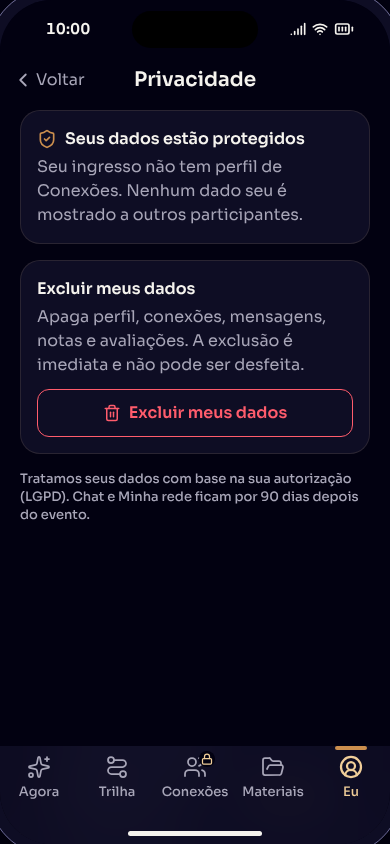 10:00
Voltar
Privacidade
Seus dados estão protegidos
Seu ingresso não tem perfil de
Conexões. Nenhum dado seu é
mostrado a outros participantes.
Excluir meus dados
Apaga perfil, conexões, mensagens,
notas e avaliações. A exclusão é
imediata e não pode ser desfeita.
Excluir meus dados
Tratamos seus dados com base na sua autorização
(LGPD). Chat e Minha rede ficam por 90 dias depois
do evento.
Agora
Trilha
Conexões
Materiais
Eu